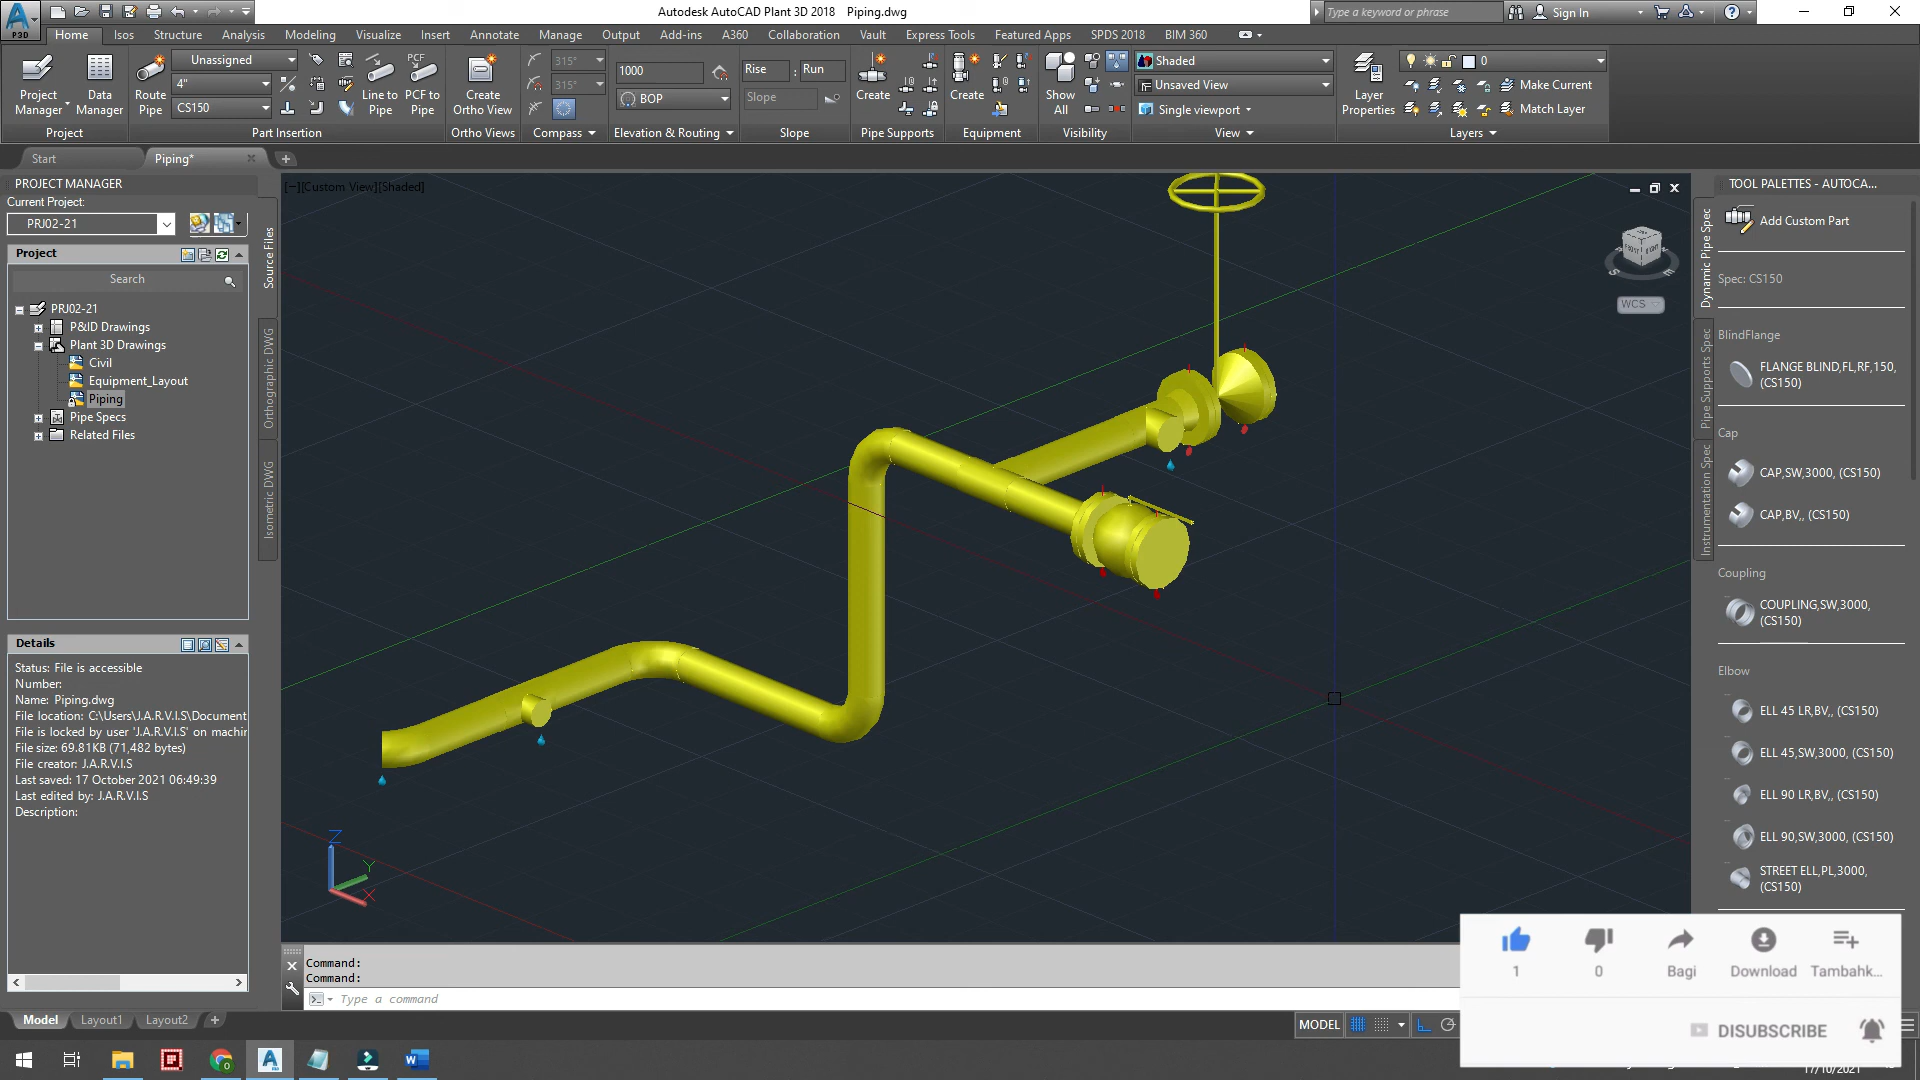 Autodesk AutoCAD Plant 3D 2018 Piping.dwg
Type a keyword or phrase
Sign In
P3D
Home Isos Structure Analysis Modeling Visualize Insert Annotate Manage Output Add-ins A360 Collaboration Vault Express Tools Featured Apps SPDS 2018 BIM 360
Project Manager
Data Manager
Project
Route Pipe
Unassigned
4"
CS150
Line to Pipe
PCF
PCF to Pipe
Part Insertion
Create Ortho View
Ortho Views
315°
315°
Compass
1000
BOP
Elevation & Routing
Rise : Run
Slope
Slope
Create
Pipe Supports
Create
Equipment
Show All
Visibility
Shaded
Unsaved View
Single viewport
View
Layer Properties
0
Make Current
Match Layer
Layers
Start
Piping*
PROJECT MANAGER
Current Project:
PRJ02-21
Project
Search
PRJ02-21
P&ID Drawings
Plant 3D Drawings
Civil
Equipment_Layout
Piping
Pipe Specs
Related Files
Source Files
Orthographic DWG
Isometric DWG
Details
Status: File is accessible
Number:
Name: Piping.dwg
File location: C:\Users\J.A.R.V.I.S\Document
File is locked by user 'J.A.R.V.I.S' on machir
File size: 69.81KB (71,482 bytes)
File creator: J.A.R.V.I.S
Last saved: 17 October 2021 06:49:39
Last edited by: J.A.R.V.I.S
Description:
[−][Custom View][Shaded]
WCS
Z
Y
X
TOOL PALETTES - AUTOCA...
Dynamic Pipe Spec
Pipe Supports Spec
Instrumentation Spec
Add Custom Part
Spec: CS150
BlindFlange
FLANGE BLIND,FL,RF,150,
(CS150)
Cap
CAP,SW,3000, (CS150)
CAP,BV,, (CS150)
Coupling
COUPLING,SW,3000,
(CS150)
Elbow
ELL 45 LR,BV,, (CS150)
ELL 45,SW,3000, (CS150)
ELL 90 LR,BV,, (CS150)
ELL 90,SW,3000, (CS150)
STREET ELL,PL,3000,
(CS150)
Command:
Command:
Type a command
Model Layout1 Layout2
MODEL
1 0 Bagi Download Tambahk...
DISUBSCRIBE
17/10/2021